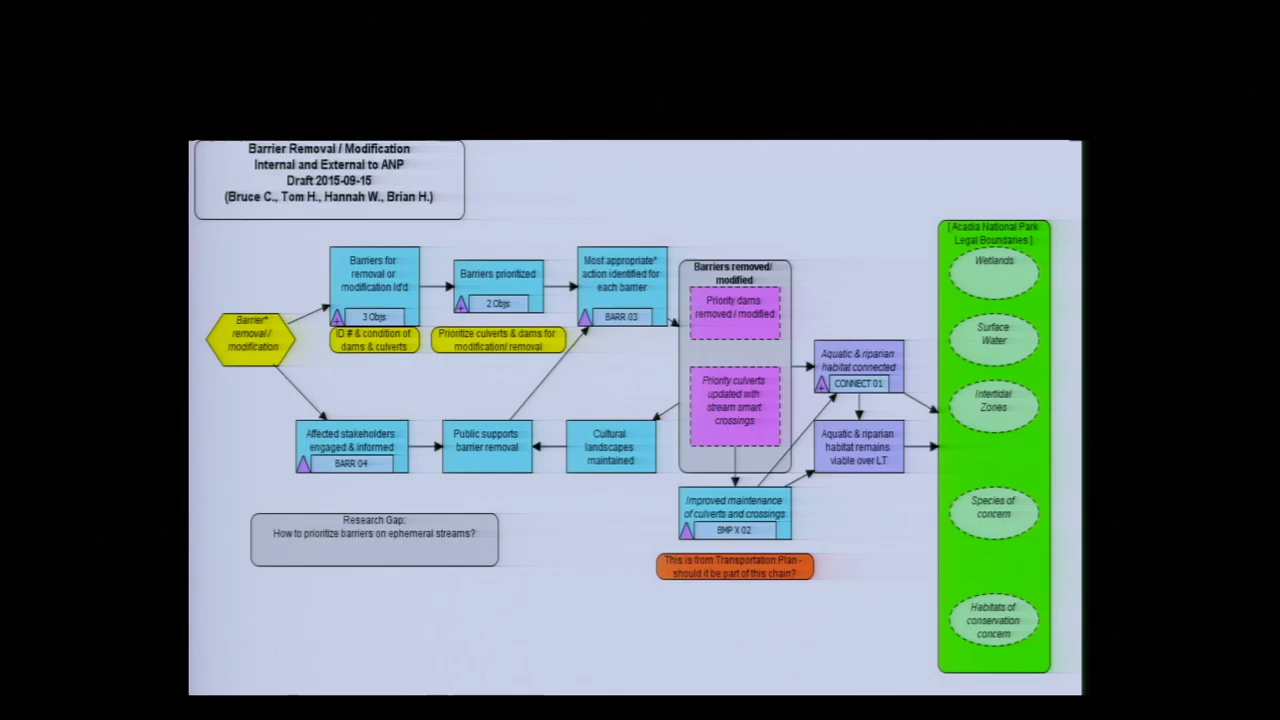 Barrier Removal / Modification
Internal and External to ANP
Draft 2015-09-15
(Bruce C., Tom H., Hannah W., Brian H.)
Barrier*
removal /
modification
Barriers for
removal or
modification Id'd
3 Objs
ID # & condition of
dams & culverts
Barriers prioritized
2 Objs
Prioritize culverts & dams for
modification/ removal
Most appropriate*
action identified for
each barrier
BARR 03
Barriers removed/
modified
Priority dams
removed / modified
Priority culverts
updated with
stream smart
crossings
Aquatic & riparian
habitat connected
CONNECT 01
Aquatic & riparian
habitat remains
viable over LT
Affected stakeholders
engaged & informed
BARR 04
Public supports
barrier removal
Cultural
landscapes
maintained
Improved maintenance
of culverts and crossings
BMP X 02
This is from Transportation Plan -
should it be part of this chain?
Research Gap:
How to prioritize barriers on ephemeral streams?
[ Acadia National Park
Legal Boundaries ]
Wetlands
Surface
Water
Intertidal
Zones
Species of
concern
Habitats of
conservation
concern